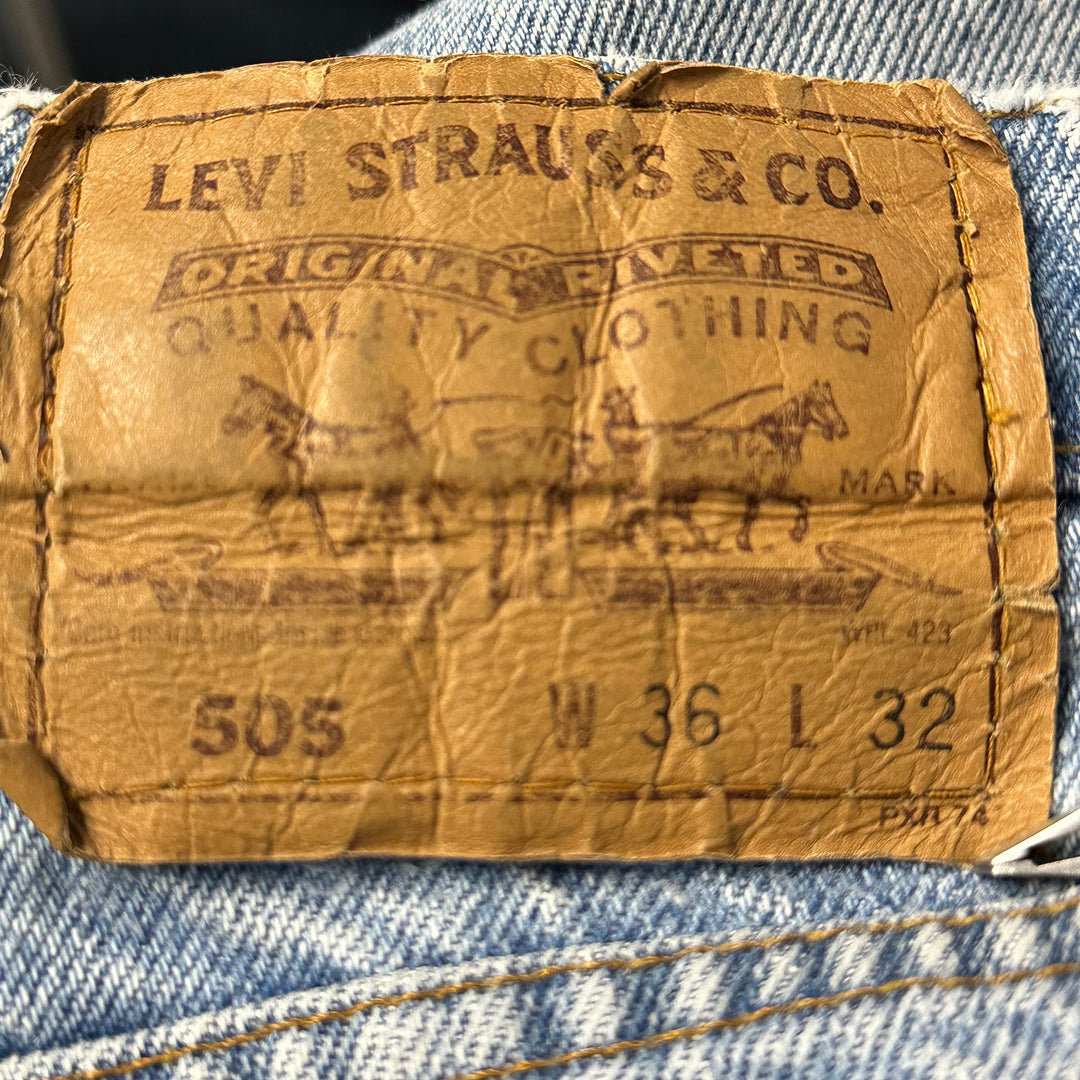 LEVI STRAUSS & CO.
ORIGINAL RIVETED
QUALITY CLOTHING
MARK
WPL 423
505 W 36 L 32